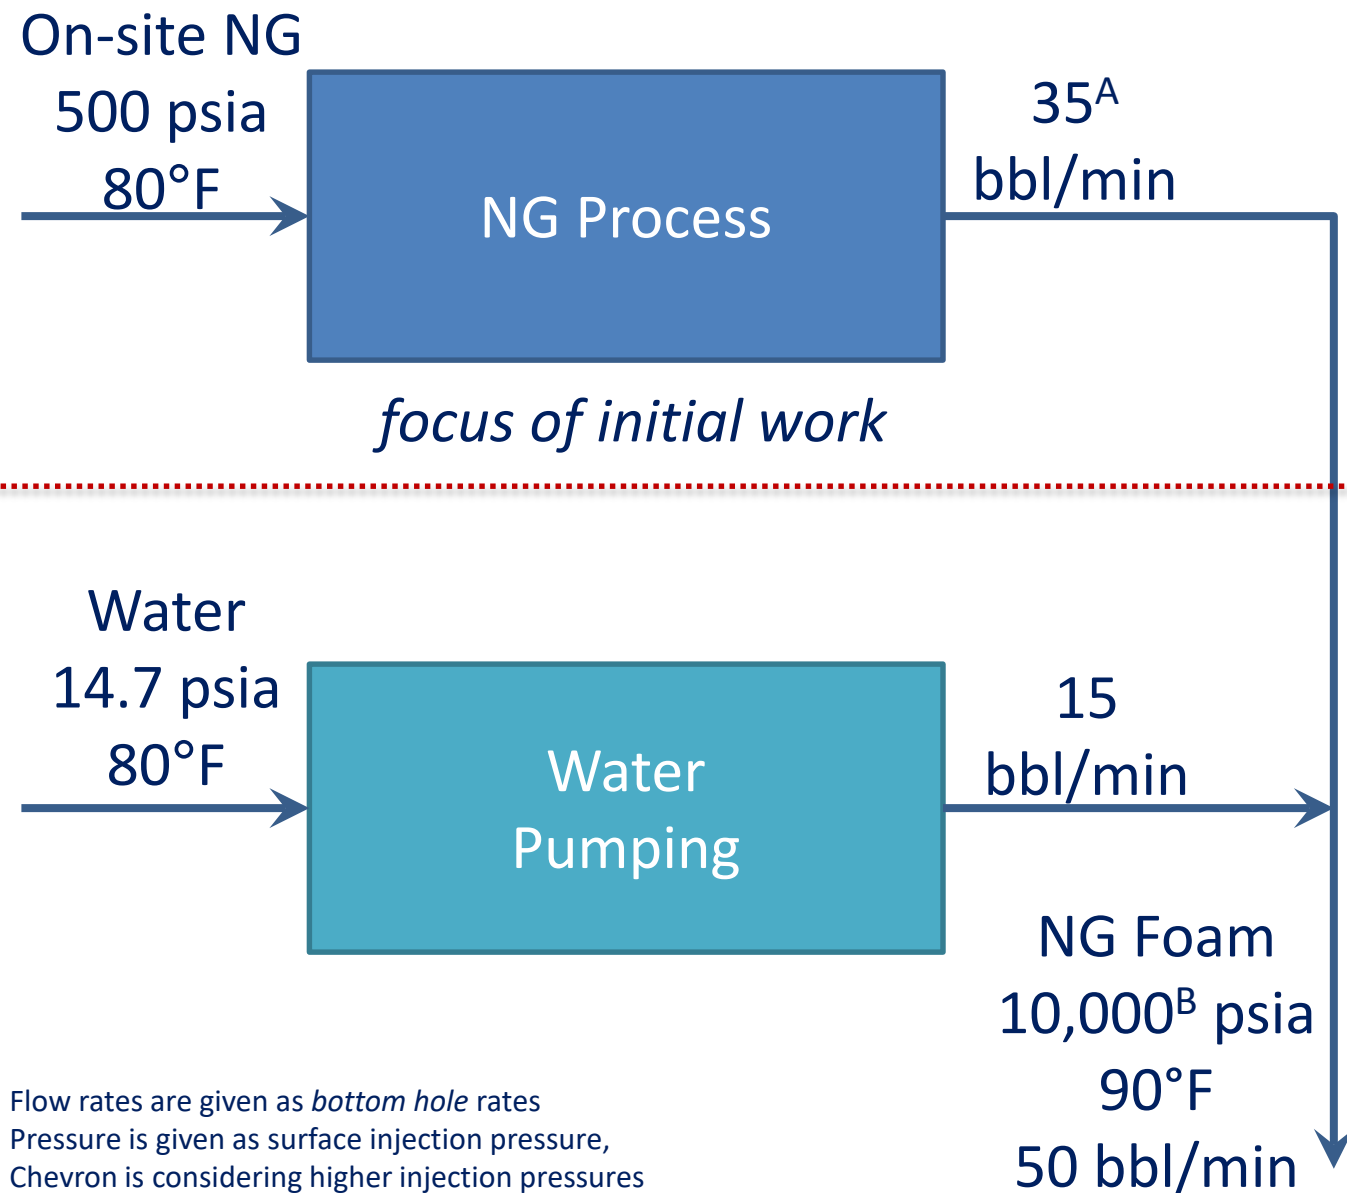 On-site NG
500 psia
80°F
NG Process
35ᴬ
bbl/min
focus of initial work
Water
14.7 psia
80°F
Water
Pumping
15
bbl/min
NG Foam
10,000ᴮ psia
90°F
50 bbl/min
Flow rates are given as bottom hole rates
Pressure is given as surface injection pressure,
Chevron is considering higher injection pressures